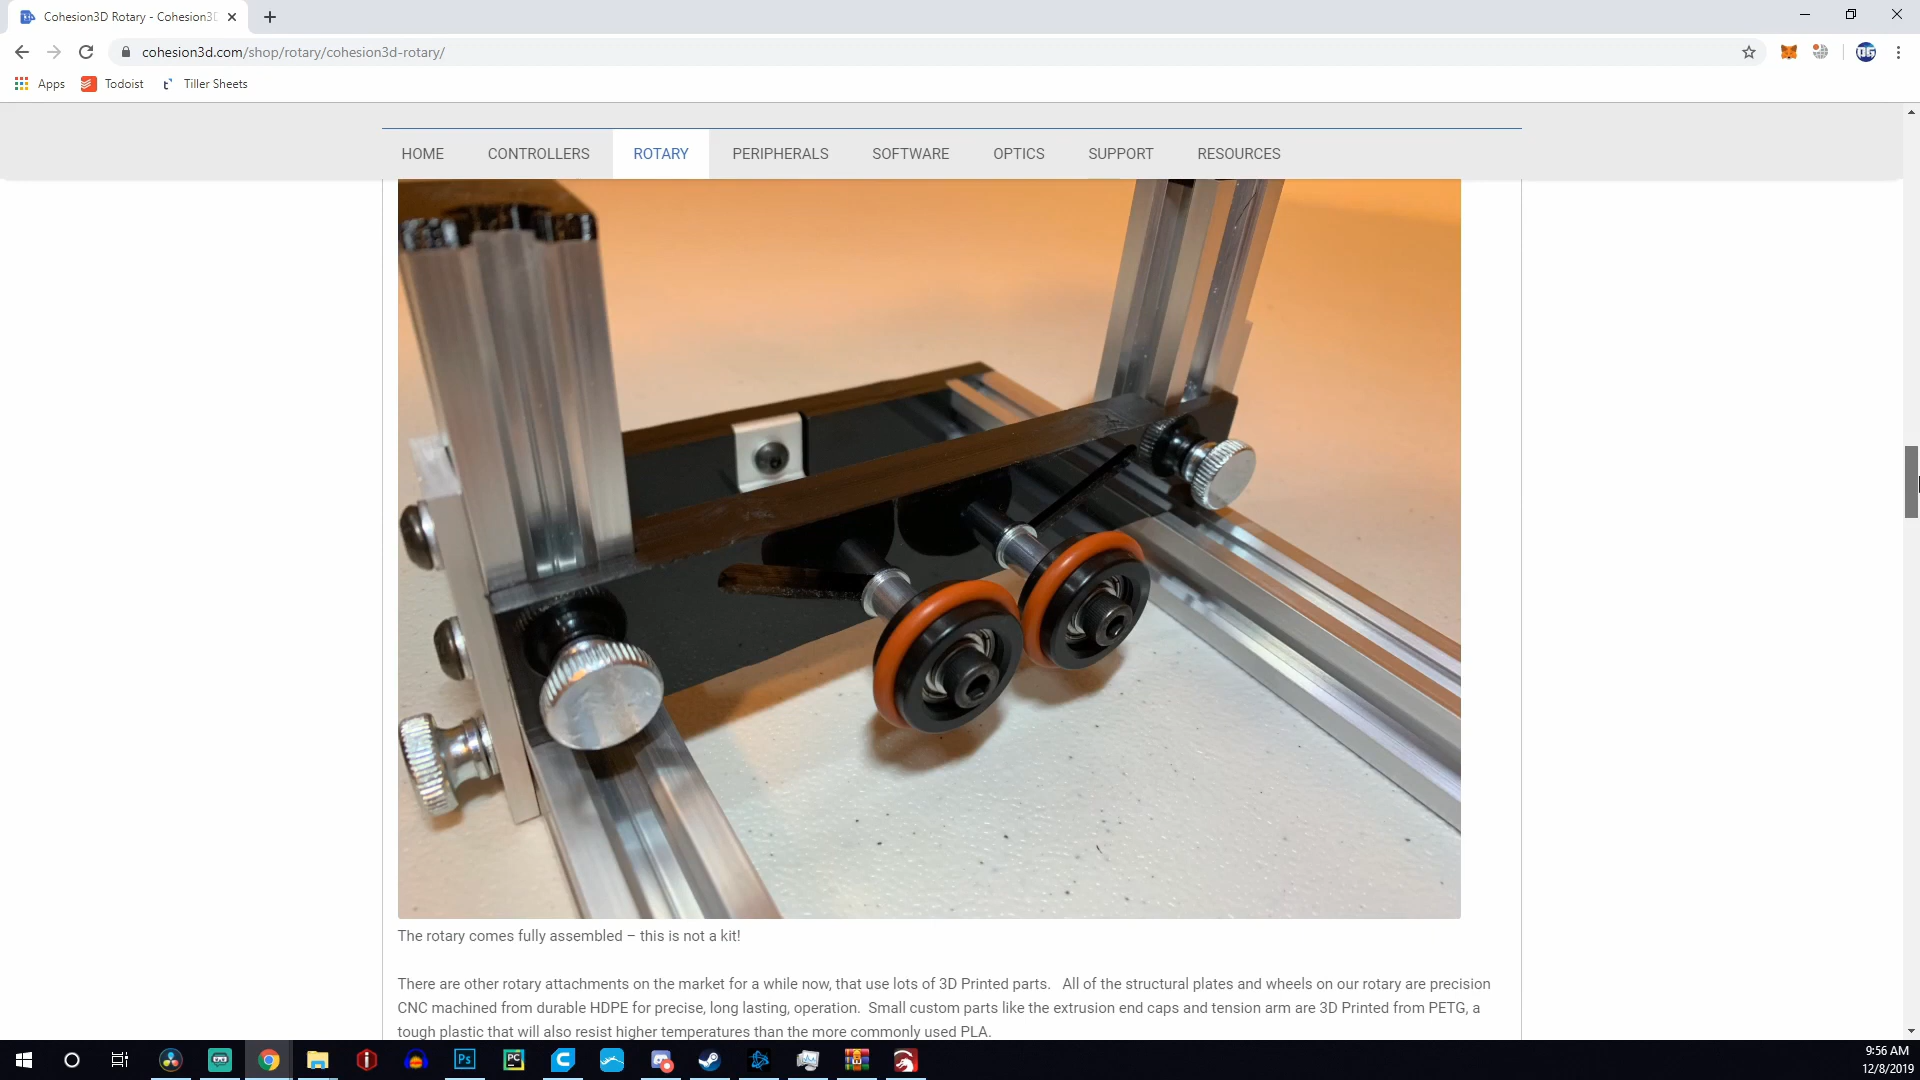 Cohesion3D Rotary - Cohesion3D
cohesion3d.com/shop/rotary/cohesion3d-rotary/
Apps Todoist Tiller Sheets
HOME CONTROLLERS ROTARY PERIPHERALS SOFTWARE OPTICS SUPPORT RESOURCES
The rotary comes fully assembled – this is not a kit!
There are other rotary attachments on the market for a while now, that use lots of 3D Printed parts. All of the structural plates and wheels on our rotary are precision
CNC machined from durable HDPE for precise, long lasting, operation. Small custom parts like the extrusion end caps and tension arm are 3D Printed from PETG, a
tough plastic that will also resist higher temperatures than the more commonly used PLA.
Ps
PC
9:56 AM
12/8/2019